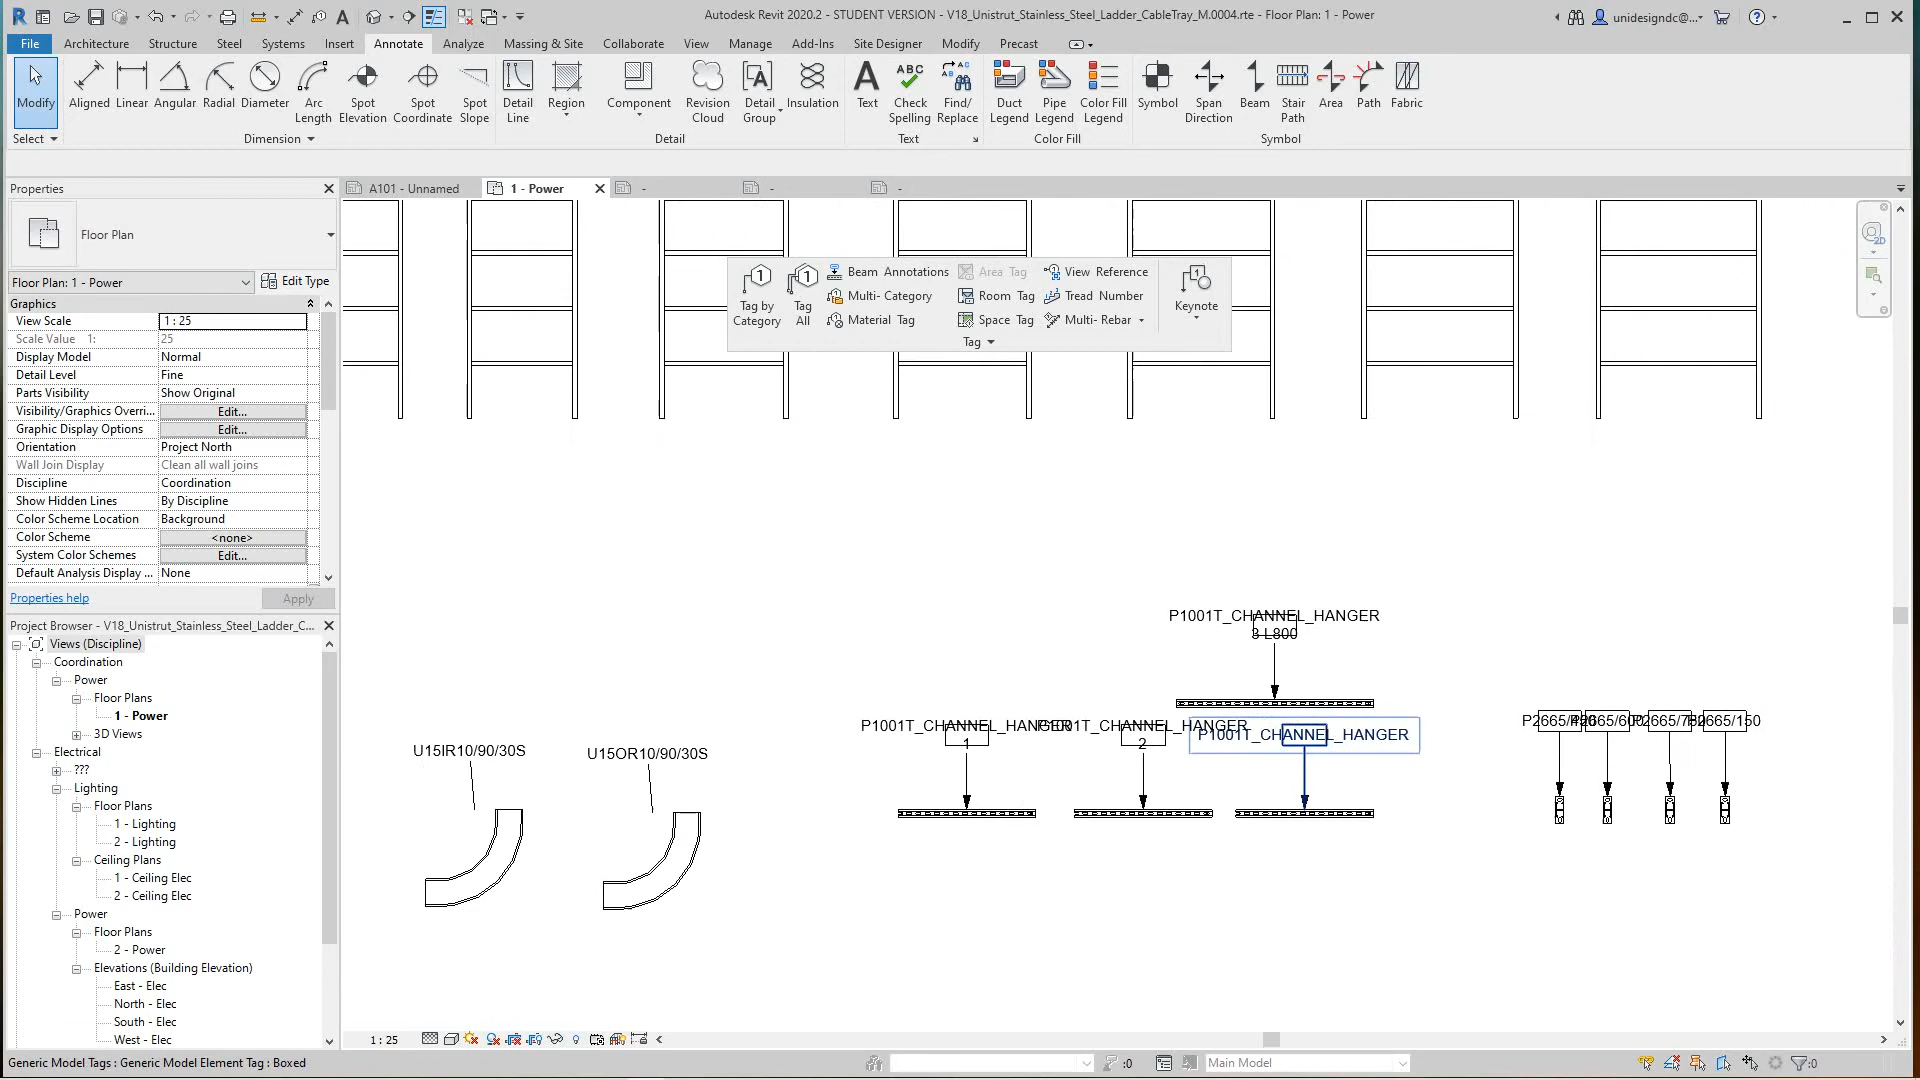 Autodesk Revit 2020.2 - STUDENT VERSION - V18_Unistrut_Stainless_Steel_Ladder_CableTray_M.0004.rte - Floor Plan: 1 - Power
unidesigndc@...
File Architecture Structure Steel Systems Insert Annotate Analyze Massing & Site Collaborate View Manage Add-Ins Site Designer Modify Precast
Modify Aligned Linear Angular Radial Diameter Arc Length Spot Elevation Spot Coordinate Spot Slope Detail Line Region Component Revision Cloud Detail Group Insulation Text Check Spelling Find/ Replace Duct Legend Pipe Legend Color Fill Legend Symbol Span Direction Beam Stair Path Area Path Fabric
Select Dimension Detail Text Color Fill Symbol
Properties
A101 - Unnamed
1 - Power
-
-
-
Floor Plan
Floor Plan: 1 - Power
Edit Type
Graphics
View Scale 1 : 25
Scale Value 1: 25
Display Model Normal
Detail Level Fine
Parts Visibility Show Original
Visibility/Graphics Overri... Edit...
Graphic Display Options Edit...
Orientation Project North
Wall Join Display Clean all wall joins
Discipline Coordination
Show Hidden Lines By Discipline
Color Scheme Location Background
Color Scheme <none>
System Color Schemes Edit...
Default Analysis Display ... None
Properties help
Apply
Project Browser - V18_Unistrut_Stainless_Steel_Ladder_C...
Views (Discipline)
Coordination
Power
Floor Plans
1 - Power
3D Views
Electrical
???
Lighting
Floor Plans
1 - Lighting
2 - Lighting
Ceiling Plans
1 - Ceiling Elec
2 - Ceiling Elec
Power
Floor Plans
2 - Power
Elevations (Building Elevation)
East - Elec
North - Elec
South - Elec
West - Elec
Tag by Category
Tag All
Beam Annotations
Multi- Category
Material Tag
Area Tag
Room Tag
Space Tag
View Reference
Tread Number
Multi- Rebar
Keynote
Tag
2D
P1001T_CHANNEL_HANGER
3 L800
P1001T_CHANNEL_HANGER
1
P1001T_CHANNEL_HANGER
2
P1001T_CHANNEL_HANGER
U15IR10/90/30S
U15OR10/90/30S
P2665/600
P2665/150
1 : 25
Generic Model Tags : Generic Model Element Tag : Boxed
:0
Main Model
:0